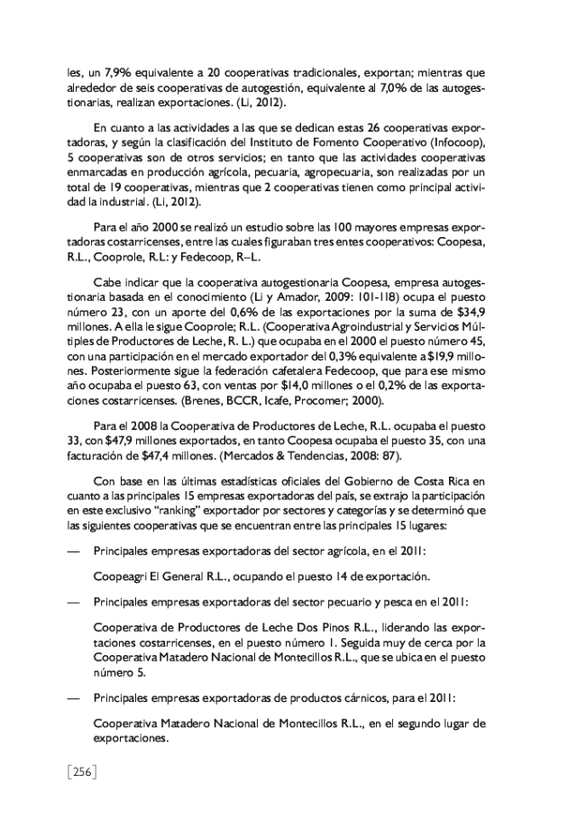 les, un 7,9% equivalente a 20 cooperativas tradicionales, exportan; mientras que
alrededor de seis cooperativas de autogestión, equivalente al 7,0% de las autoges-
tionarias, realizan exportaciones. (Li, 2012).
En cuanto a las actividades a las que se dedican estas 26 cooperativas expor-
tadoras, y según la clasificación del Instituto de Fomento Cooperativo (Infocoop),
5 cooperativas son de otros servicios; en tanto que las actividades cooperativas
enmarcadas en producción agrícola, pecuaria, agropecuaria, son realizadas por un
total de 19 cooperativas, mientras que 2 cooperativas tienen como principal activi-
dad la industrial. (Li, 2012).
Para el año 2000 se realizó un estudio sobre las 100 mayores empresas expor-
tadoras costarricenses, entre las cuales figuraban tres entes cooperativos: Coopesa,
R.L., Cooprole, R.L: y Fedecoop, R–L.
Cabe indicar que la cooperativa autogestionaria Coopesa, empresa autoges-
tionaria basada en el conocimiento (Li y Amador, 2009: 101-118) ocupa el puesto
número 23, con un aporte del 0,6% de las exportaciones por la suma de $34,9
millones. A ella le sigue Cooprole; R.L. (Cooperativa Agroindustrial y Servicios Múl-
tiples de Productores de Leche, R. L.) que ocupaba en el 2000 el puesto número 45,
con una participación en el mercado exportador del 0,3% equivalente a $19,9 millo-
nes. Posteriormente sigue la federación cafetalera Fedecoop, que para ese mismo
año ocupaba el puesto 63, con ventas por $14,0 millones o el 0,2% de las exporta-
ciones costarricenses. (Brenes, BCCR, Icafe, Procomer; 2000).
Para el 2008 la Cooperativa de Productores de Leche, R.L. ocupaba el puesto
33, con $47,9 millones exportados, en tanto Coopesa ocupaba el puesto 35, con una
facturación de $47,4 millones. (Mercados & Tendencias, 2008: 87).
Con base en las últimas estadísticas oficiales del Gobierno de Costa Rica en
cuanto a las principales 15 empresas exportadoras del país, se extrajo la participación
en este exclusivo “ranking” exportador por sectores y categorías y se determinó que
las siguientes cooperativas que se encuentran entre las principales 15 lugares:
— Principales empresas exportadoras del sector agrícola, en el 2011:
Coopeagri El General R.L., ocupando el puesto 14 de exportación.
— Principales empresas exportadoras del sector pecuario y pesca en el 2011:
Cooperativa de Productores de Leche Dos Pinos R.L., liderando las expor-
taciones costarricenses, en el puesto número 1. Seguida muy de cerca por la
Cooperativa Matadero Nacional de Montecillos R.L., que se ubica en el puesto
número 5.
— Principales empresas exportadoras de productos cárnicos, para el 2011:
Cooperativa Matadero Nacional de Montecillos R.L., en el segundo lugar de
exportaciones.
[256]